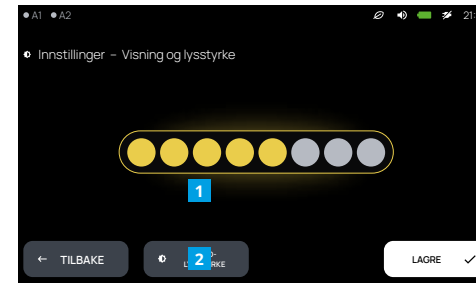 A1 A2 21:
Innstillinger – Visning og lysstyrke
1
← TILBAKE
2
LAGRE ✓